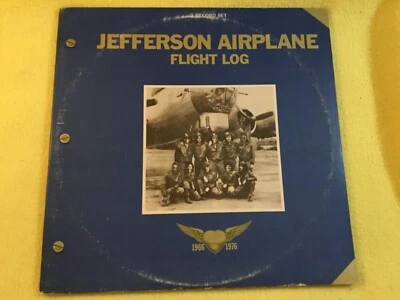 2 RECORD SET
JEFFERSON AIRPLANE
FLIGHT LOG
1966 1976